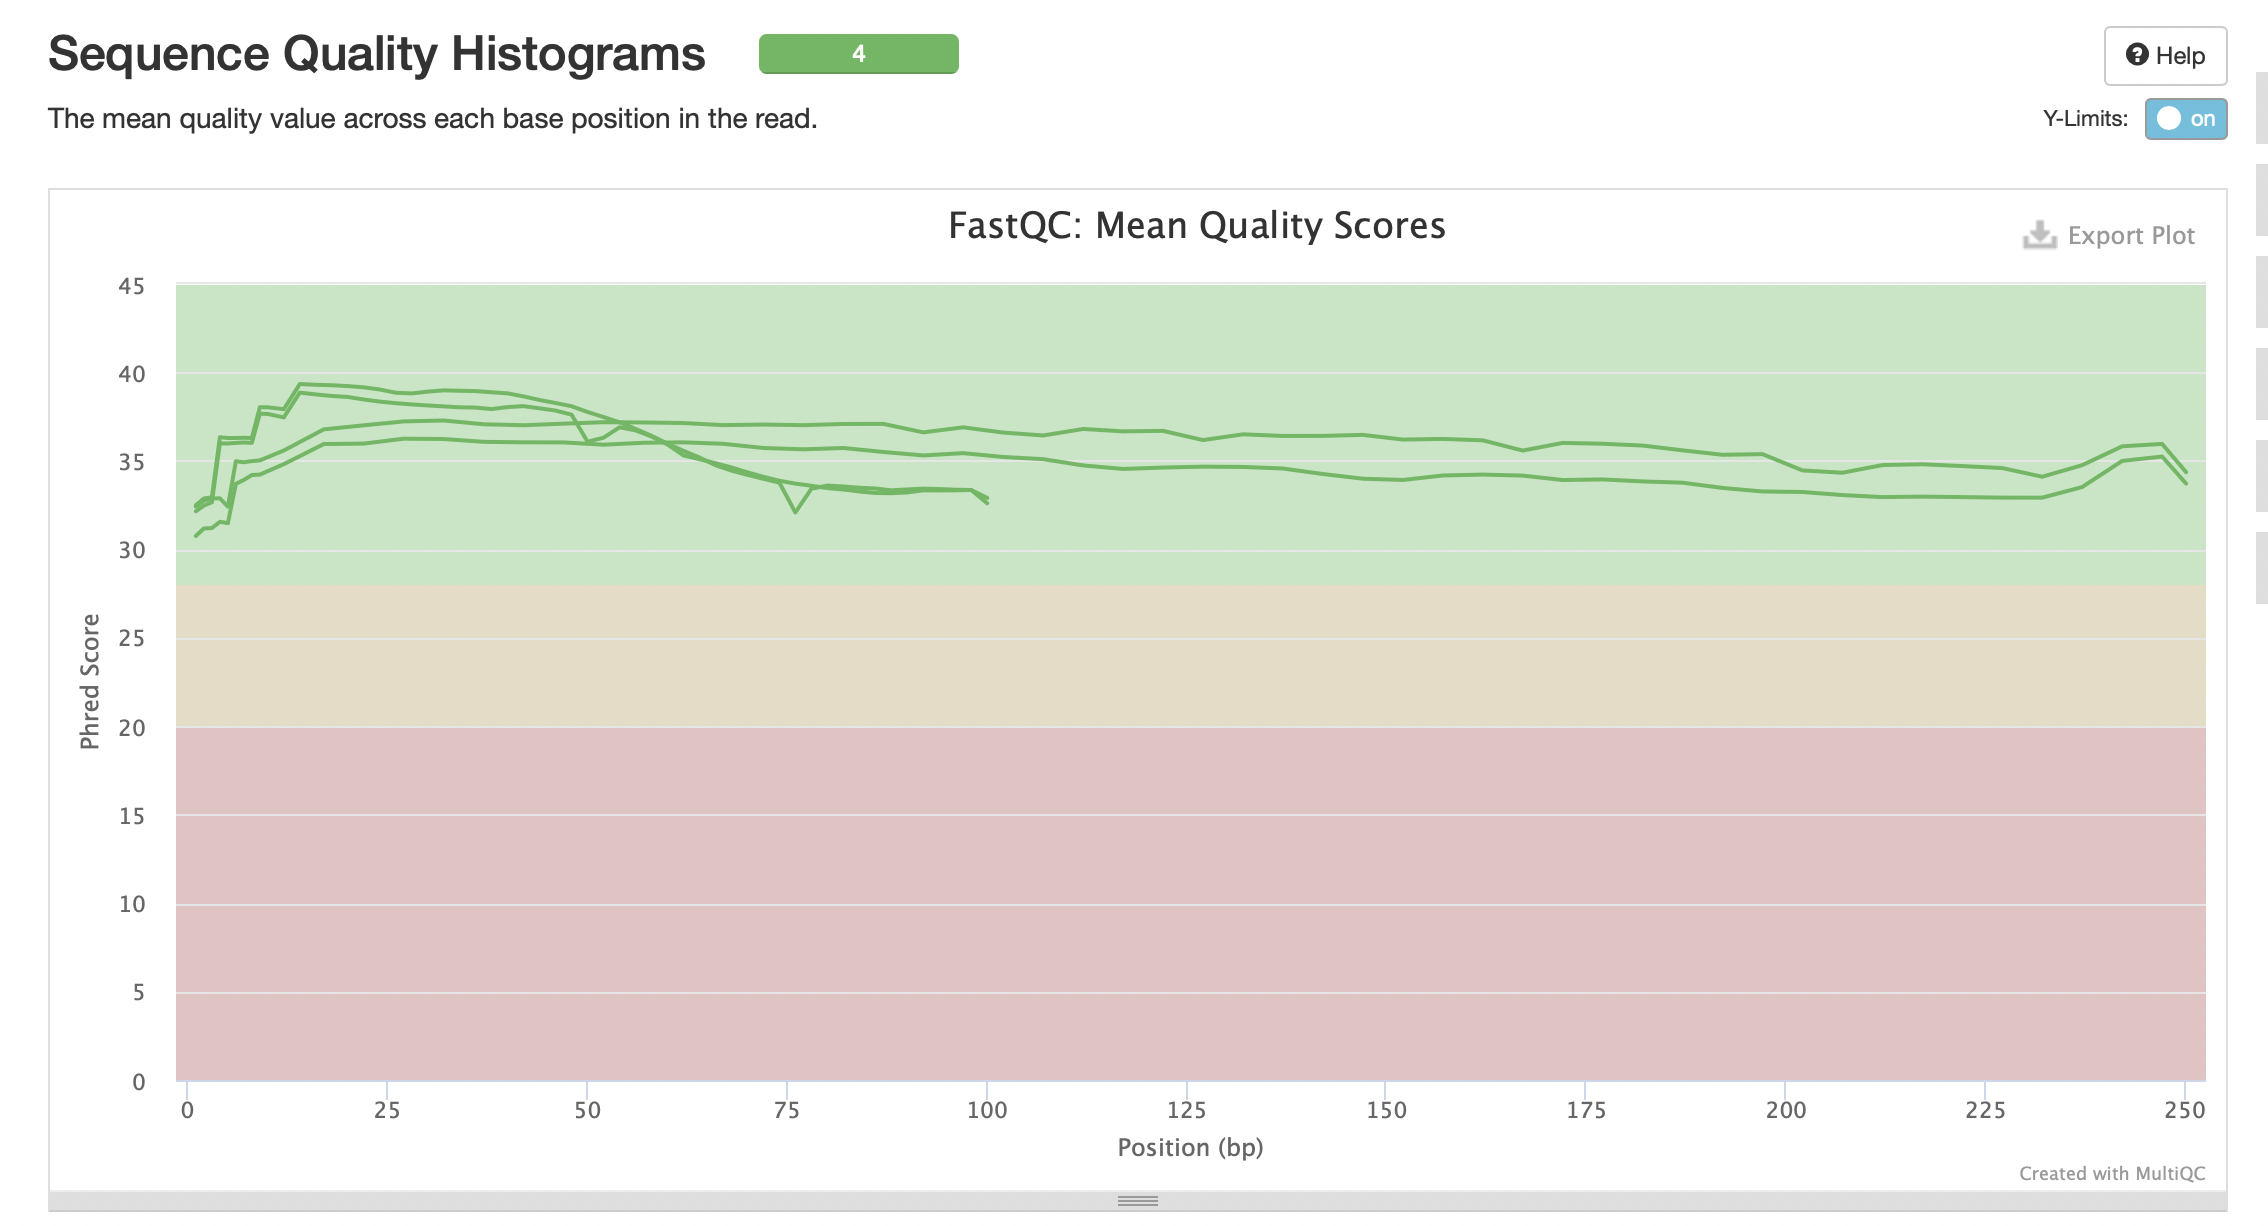 Sequence Quality Histograms
4
Help
The mean quality value across each base position in the read.
Y-Limits:
on
FastQC: Mean Quality Scores
Export Plot
45
40
35
30
25
20
15
10
5
0
Phred Score
0 25 50 75 100 125 150 175 200 225 250
Position (bp)
Created with MultiQC